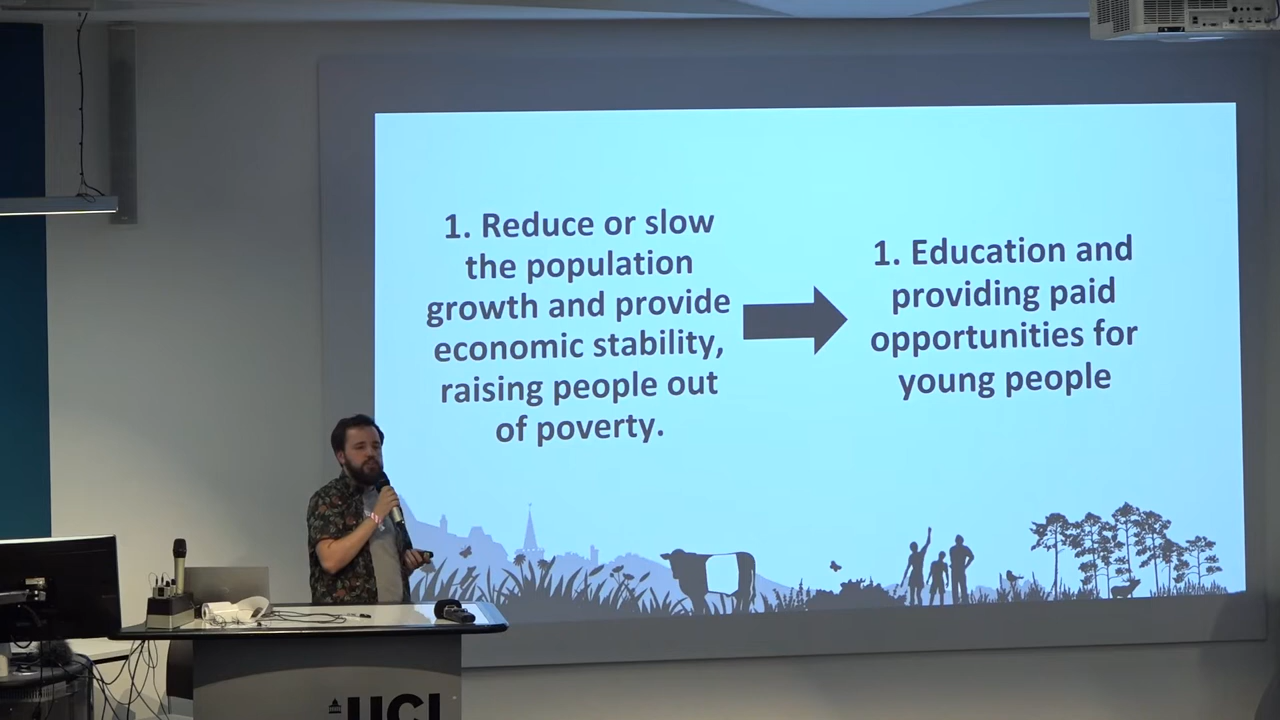 1. Reduce or slow
the population
growth and provide
economic stability,
raising people out
of poverty.
1. Education and
providing paid
opportunities for
young people
UCL